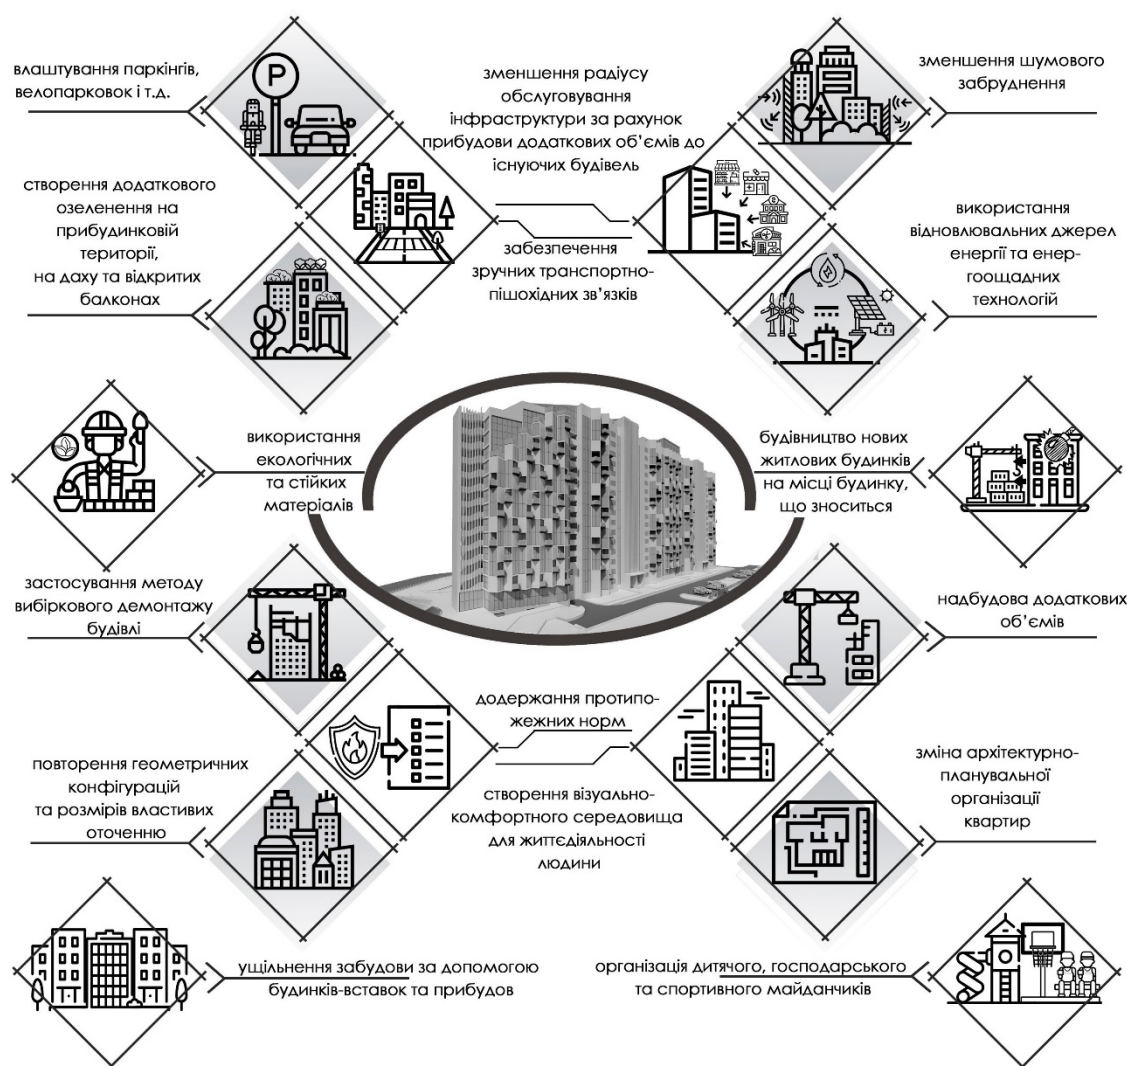 влаштування паркінгів,
велопарковок і т.д.
P
зменшення радіусу
обслуговування
інфраструктури за рахунок
прибудови додаткових об’ємів до
існуючих будівель
зменшення шумового
забруднення
створення додаткового
озеленення на
прибудинковій
території,
на даху та відкритих
балконах
забезпечення
зручних транспортно-
пішохідних зв’язків
використання
відновлювальних джерел
енергії та енер-
гоощадних
технологій
використання
екологічних
та стійких
матеріалів
будівництво нових
житлових будинків
на місці будинку,
що зноситься
застосування методу
вибіркового демонтажу
будівлі
надбудова додаткових
об’ємів
додержання протипо-
жежних норм
повторення геометричних
конфігурацій
та розмірів властивих
оточенню
створення візуально-
комфортного середовища
для життєдіяльності
людини
зміна архітектурно-
планувальної
організації
квартир
ущільнення забудови за допомогою
будинків-вставок та прибудов
організація дитячого, господарського
та спортивного майданчиків